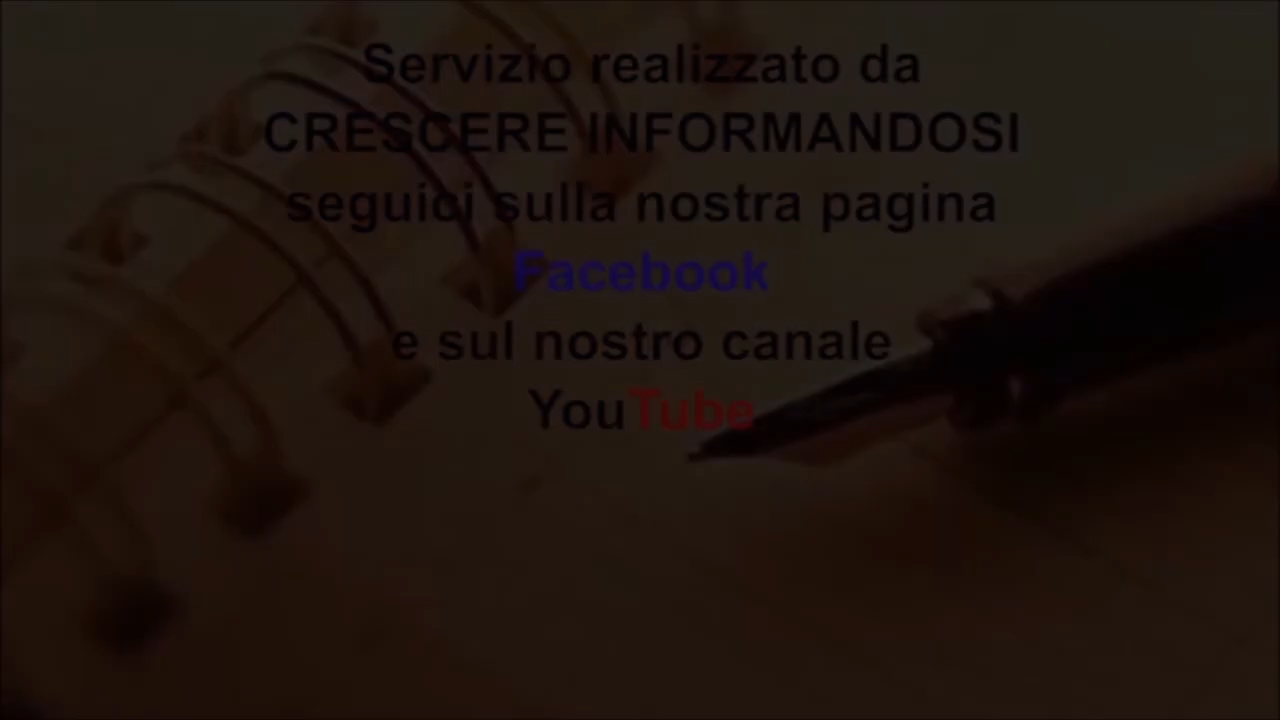 Servizio realizzato da
CRESCERE INFORMANDOSI
seguici sulla nostra pagina
Facebook
e sul nostro canale
YouTube